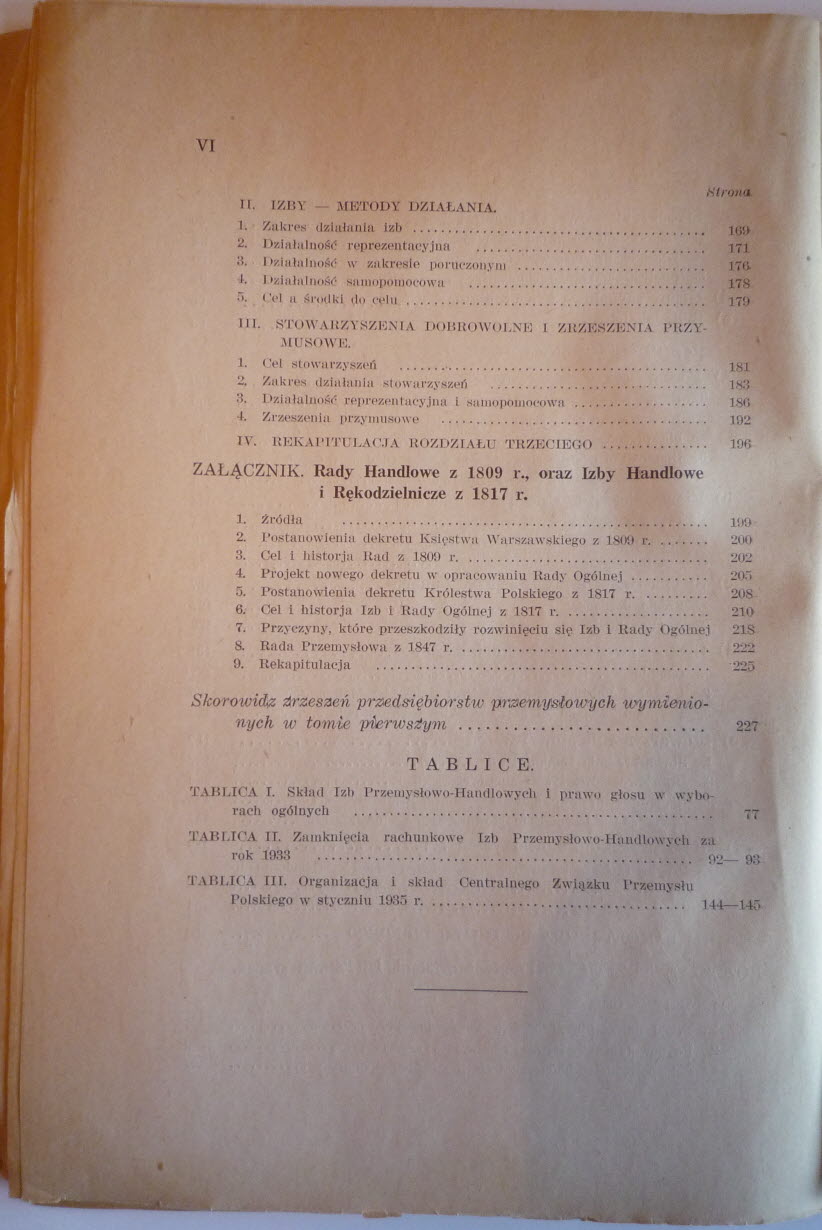 VI
Strona
II. IZBY — METODY DZIAŁANIA.
1. Zakres działania izb ........ 169
2. Działalność reprezentacyjna ........ 171
3. Działalność w zakresie poruczonym ........ 176
4. Działalność samopomocowa ........ 178
5. Cel a środki do celu ........ 179
III. STOWARZYSZENIA DOBROWOLNE I ZRZESZENIA PRZY-
MUSOWE.
1. Cel stowarzyszeń ........ 181
2. Zakres działania stowarzyszeń ........ 183
3. Działalność reprezentacyjna i samopomocowa ........ 186
4. Zrzeszenia przymusowe ........ 192
IV. REKAPITULACJA ROZDZIAŁU TRZECIEGO ........ 196
ZAŁĄCZNIK. Rady Handlowe z 1809 r., oraz Izby Handlowe
i Rękodzielnicze z 1817 r.
1. Źródła ........ 199
2. Postanowienia dekretu Księstwa Warszawskiego z 1809 r. ........ 200
3. Cel i historja Rad z 1809 r. ........ 202
4. Projekt nowego dekretu w opracowaniu Rady Ogólnej ........ 205
5. Postanowienia dekretu Królestwa Polskiego z 1817 r. ........ 208
6. Cel i historja Izb i Rady Ogólnej z 1817 r. ........ 210
7. Przyczyny, które przeszkodziły rozwinięciu się Izb i Rady Ogólnej 218
8. Rada Przemysłowa z 1847 r. ........ 222
9. Rekapitulacja ........ 225
Skorowidz zrzeszeń przedsiębiorstw przemysłowych wymienio-
nych w tomie pierwszym ........ 227
TABLICE.
TABLICA I. Skład Izb Przemysłowo-Handlowych i prawo głosu w wybo-
rach ogólnych ........ 77
TABLICA II. Zamknięcia rachunkowe Izb Przemysłowo-Handlowych za
rok 1933 ........ 92— 93
TABLICA III. Organizacja i skład Centralnego Związku Przemysłu
Polskiego w styczniu 1935 r. ........ 144—145